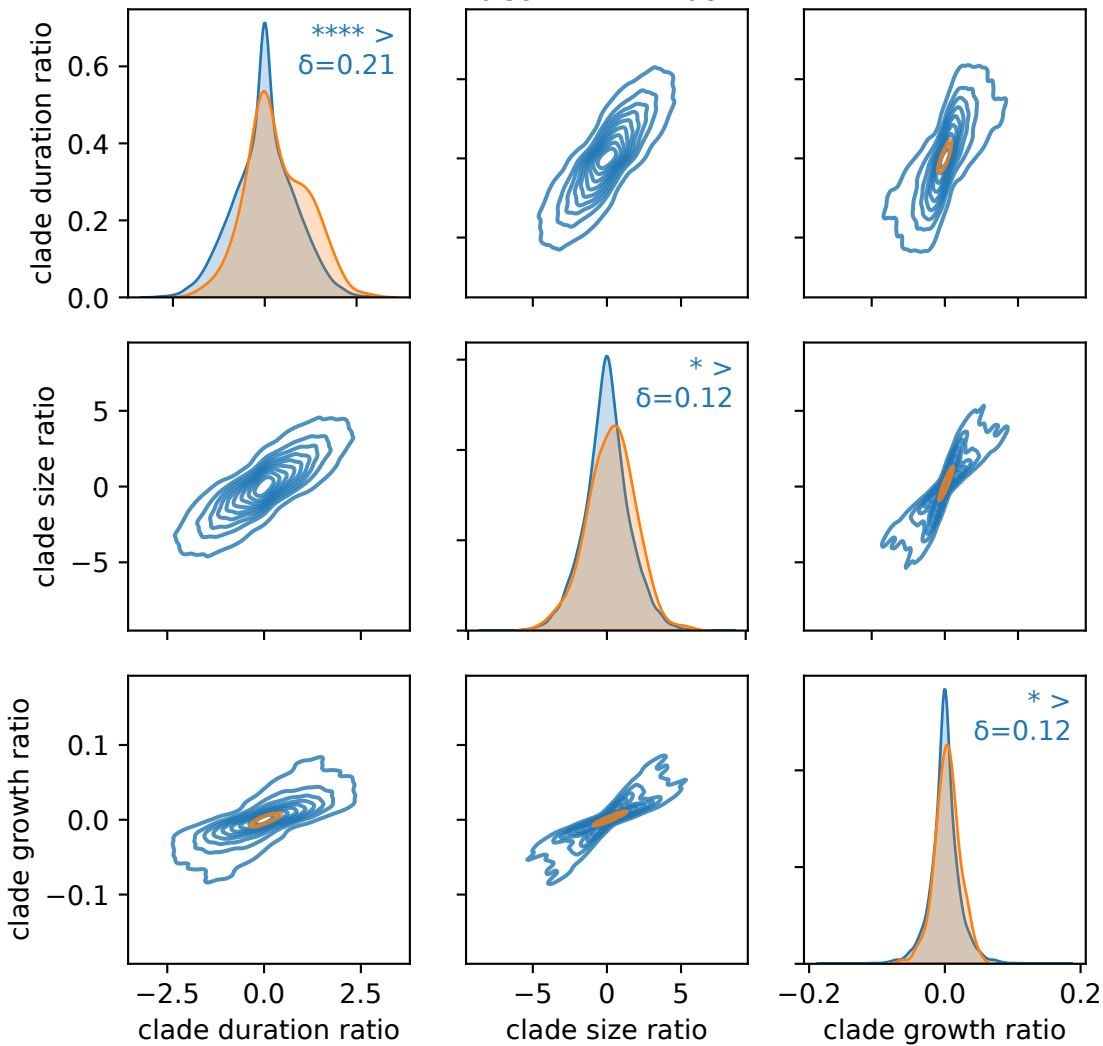 clade duration ratio
0.6
0.4
0.2
0.0
**** >
δ=0.21
clade size ratio
5
0
−5
* >
δ=0.12
clade growth ratio
0.1
0.0
−0.1
* >
δ=0.12
−2.5 0.0 2.5
−5 0 5
−0.2 0.0 0.2
clade duration ratio
clade size ratio
clade growth ratio